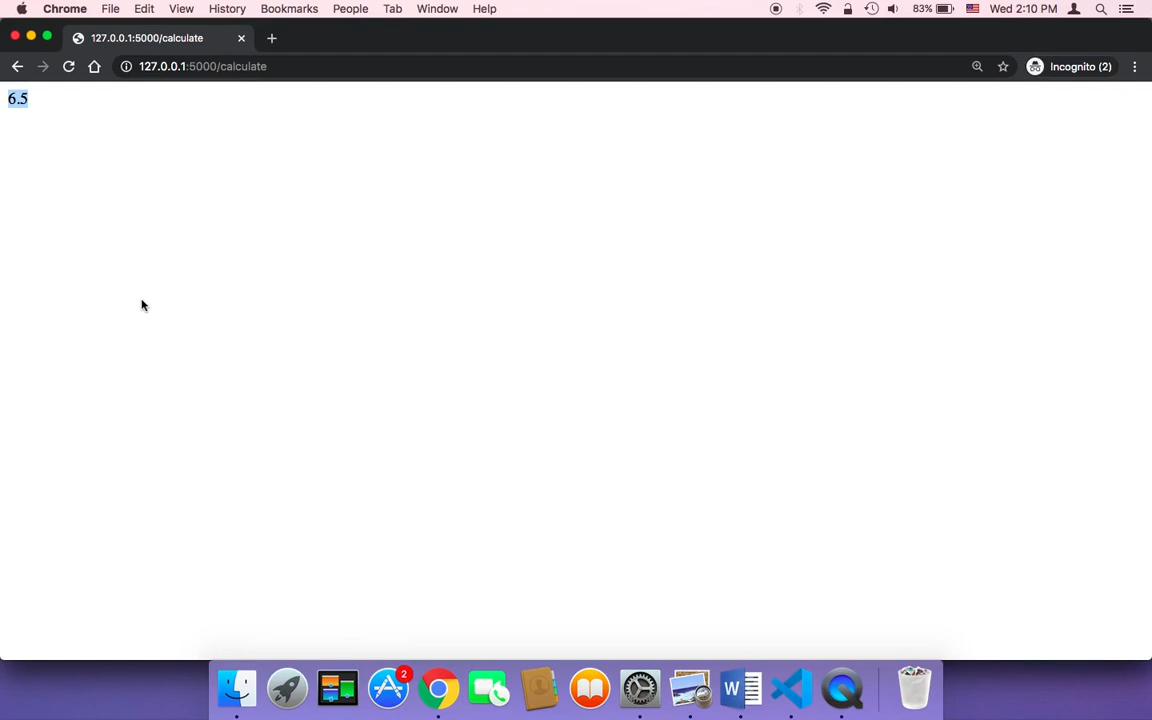 Chrome File Edit View History Bookmarks People Tab Window Help 83% Wed 2:10 PM
127.0.0.1:5000/calculate
127.0.0.1:5000/calculate Incognito (2)
6.5
2
W